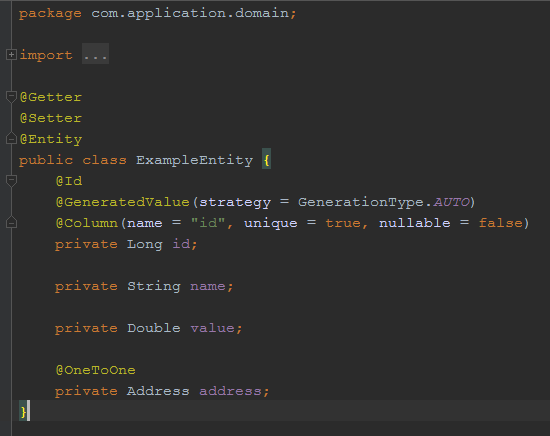 package com.application.domain;
import ...
@Getter
@Setter
@Entity
public class ExampleEntity {
@Id
@GeneratedValue(strategy = GenerationType.AUTO)
@Column(name = "id", unique = true, nullable = false)
private Long id;
private String name;
private Double value;
@OneToOne
private Address address;
}